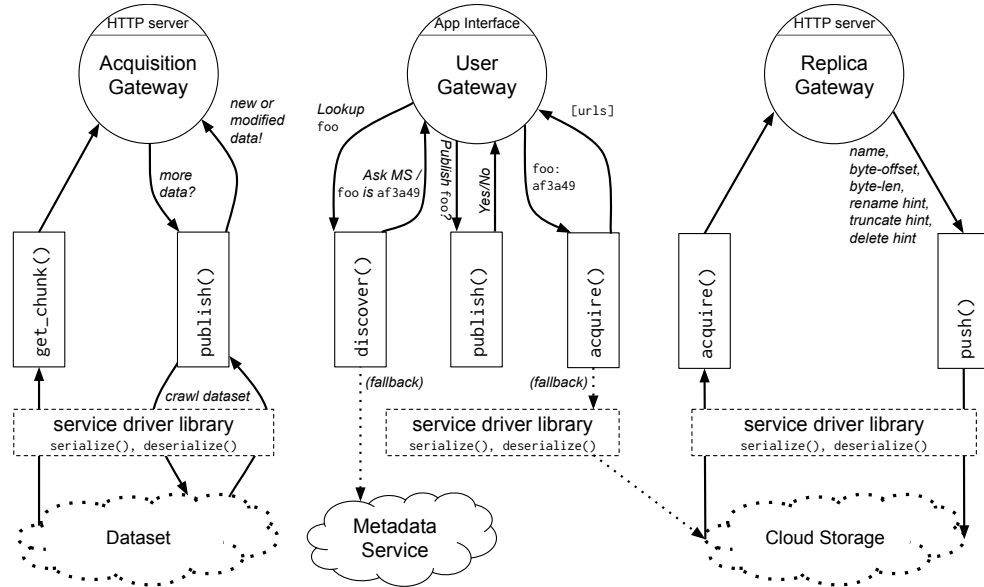 HTTP server
Acquisition
Gateway
new or
modified
data!
more
data?
get_chunk()
publish()
crawl dataset
service driver library
serialize(), deserialize()
Dataset
App Interface
User
Gateway
Lookup
foo
Ask MS /
foo is af3a49
Publish foo?
Yes/No
foo:
af3a49
[urls]
discover()
publish()
acquire()
(fallback)
(fallback)
service driver library
serialize(), deserialize()
Metadata
Service
HTTP server
Replica
Gateway
name,
byte-offset,
byte-len,
rename hint,
truncate hint,
delete hint
acquire()
push()
service driver library
serialize(), deserialize()
Cloud Storage